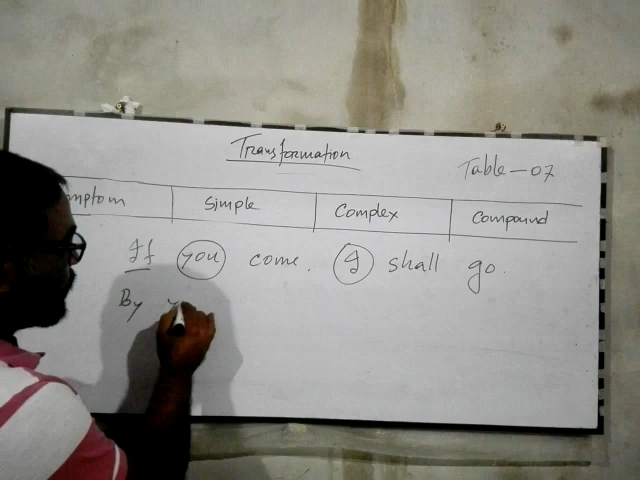 Transformation
Table-07
mptom Simple Complex Compound
If you come, I shall go.
By y